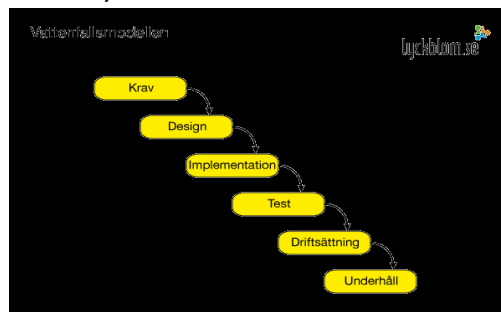 Vattenfallsmodellen
lyckblom.se
Krav
Design
Implementation
Test
Driftsättning
Underhåll